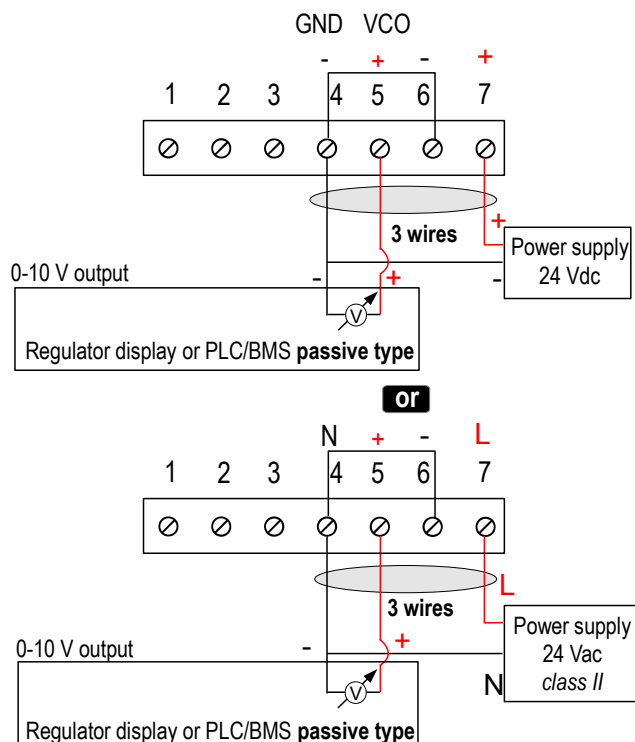 GND VCO
- + - +
1 2 3 4 5 6 7
+
3 wires
Power supply
24 Vdc
0-10 V output
- + -
V
Regulator display or PLC/BMS passive type
or
N + - L
1 2 3 4 5 6 7
L
3 wires
Power supply
24 Vac
class II
- +
0-10 V output
N
V
Regulator display or PLC/BMS passive type